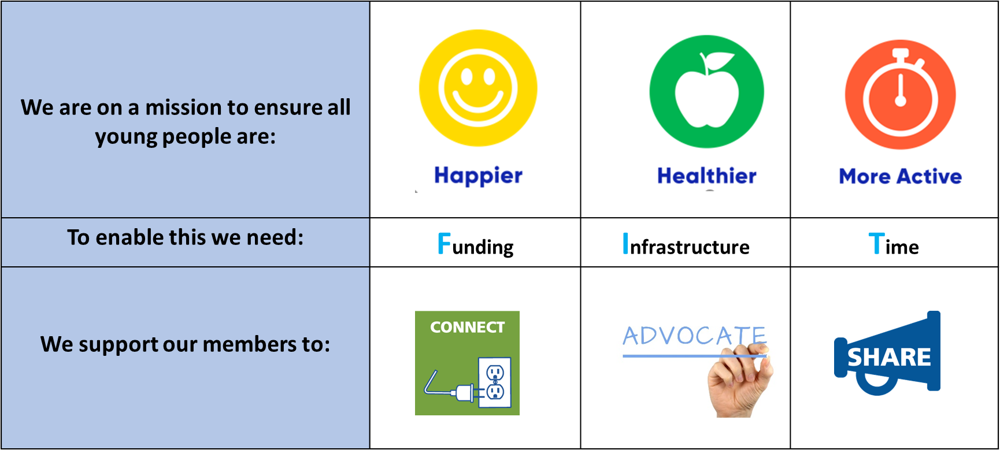 We are on a mission to ensure all
young people are:
Happier
Healthier
More Active
To enable this we need:
Funding
Infrastructure
Time
We support our members to:
CONNECT
ADVOCATE
SHARE